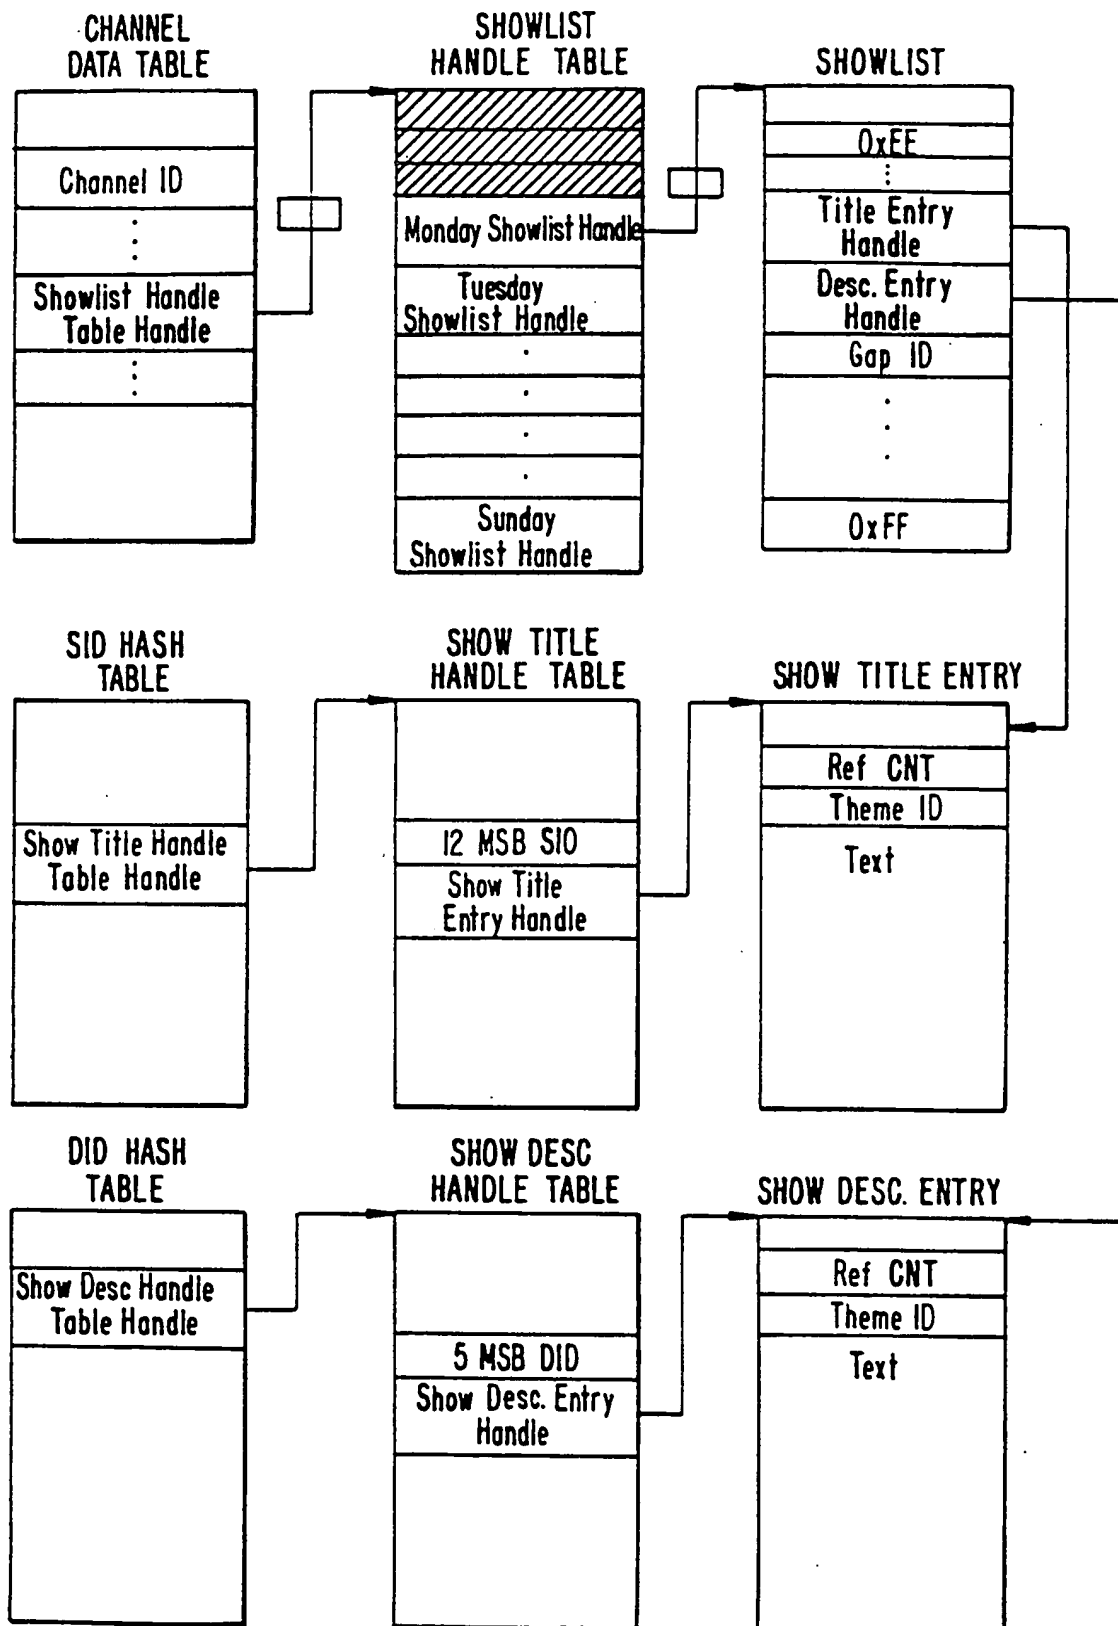 CHANNEL
DATA TABLE
Channel ID
Showlist Handle
Table Handle
SHOWLIST
HANDLE TABLE
Monday Showlist Handle
Tuesday
Showlist Handle
Sunday
Showlist Handle
SHOWLIST
0xEE
Title Entry
Handle
Desc. Entry
Handle
Gap ID
0xFF
SID HASH
TABLE
Show Title Handle
Table Handle
SHOW TITLE
HANDLE TABLE
12 MSB SIO
Show Title
Entry Handle
SHOW TITLE ENTRY
Ref CNT
Theme ID
Text
DID HASH
TABLE
Show Desc Handle
Table Handle
SHOW DESC
HANDLE TABLE
5 MSB DID
Show Desc. Entry
Handle
SHOW DESC. ENTRY
Ref CNT
Theme ID
Text